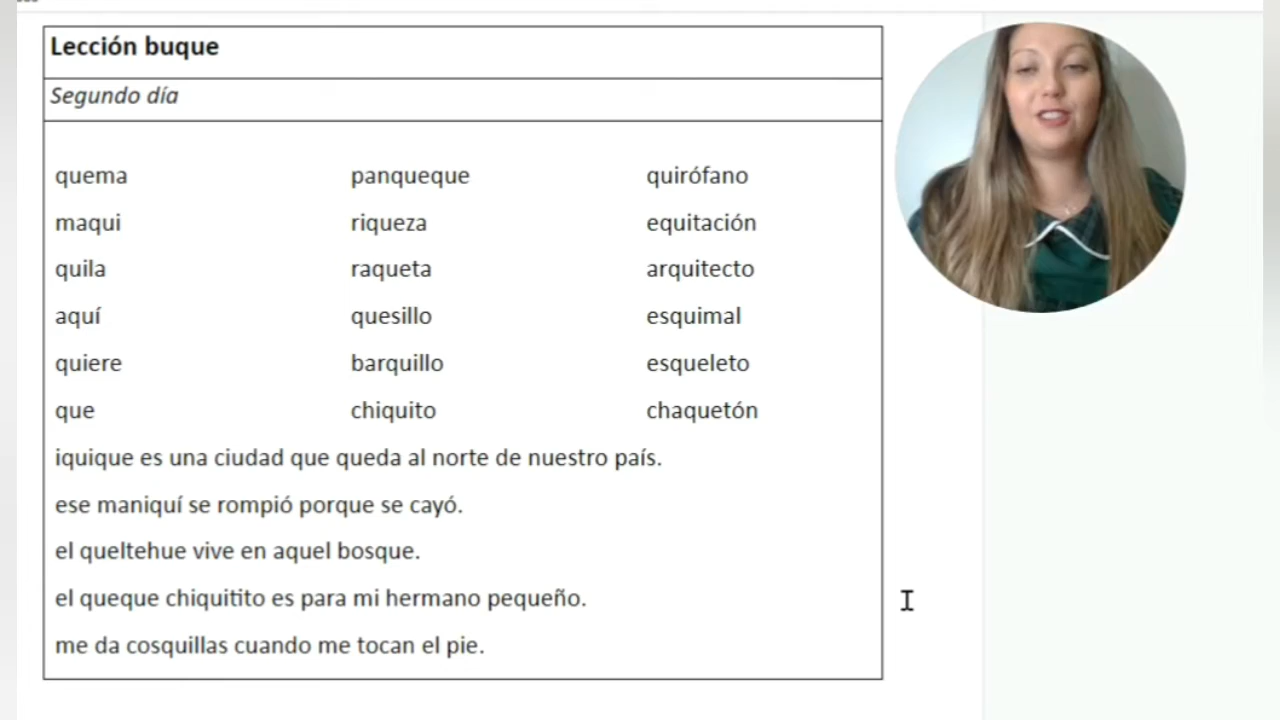 Lección buque
Segundo día
quema panqueque quirófano
maqui riqueza equitación
quila raqueta arquitecto
aquí quesillo esquimal
quiere barquillo esqueleto
que chiquito chaquetón
iquique es una ciudad que queda al norte de nuestro país.
ese maniquí se rompió porque se cayó.
el queltehue vive en aquel bosque.
el queque chiquitito es para mi hermano pequeño.
me da cosquillas cuando me tocan el pie.